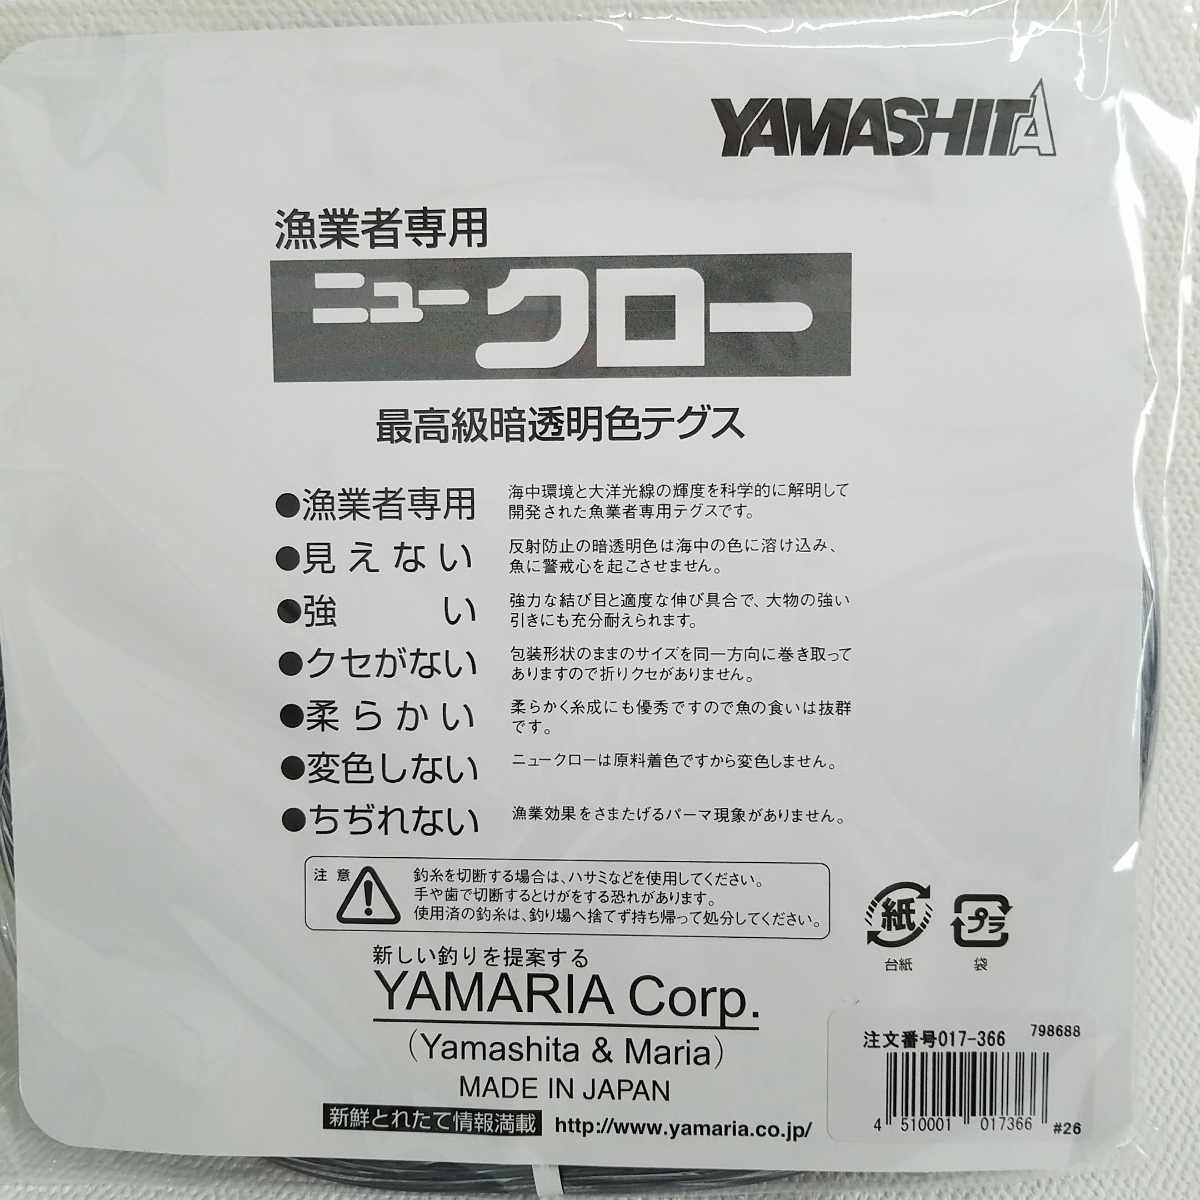 YAMASHITA
漁業者専用
ニュークロー
最高級暗透明色テグス
●漁業者専用 海中環境と大洋光線の輝度を科学的に解明して
開発された魚業者専用テグスです。
●見えない 反射防止の暗透明色は海中の色に溶け込み、
魚に警戒心を起こさせません。
●強い 強力な結び目と適度な伸び具合で、大物の強い
引きにも充分耐えられます。
●クセがない 包装形状のままのサイズを同一方向に巻き取って
ありますので折りクセがありません。
●柔らかい 柔らかく糸成にも優秀ですので魚の食いは抜群
です。
●変色しない ニュークローは原料着色ですから変色しません。
●ちぢれない 漁業効果をさまたげるパーマ現象がありません。
注意 釣糸を切断する場合は、ハサミなどを使用してください。
手や歯で切断するとけがをする恐れがあります。
使用済の釣糸は、釣り場へ捨てず持ち帰って処分してください。
紙 プラ
台紙 袋
新しい釣りを提案する
YAMARIA Corp.
(Yamashita & Maria)
MADE IN JAPAN
新鮮とれたて情報満載 http://www.yamaria.co.jp/
798688
注文番号017-366
4 510001 017366 #26